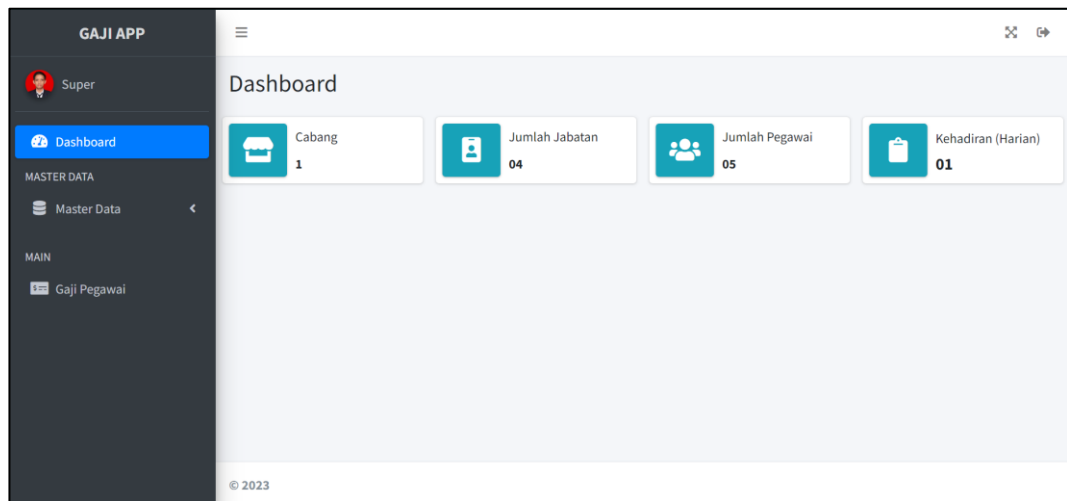 GAJI APP
Super
Dashboard
MASTER DATA
Master Data
MAIN
Gaji Pegawai
Dashboard
Cabang
1
Jumlah Jabatan
04
Jumlah Pegawai
05
Kehadiran (Harian)
01
© 2023